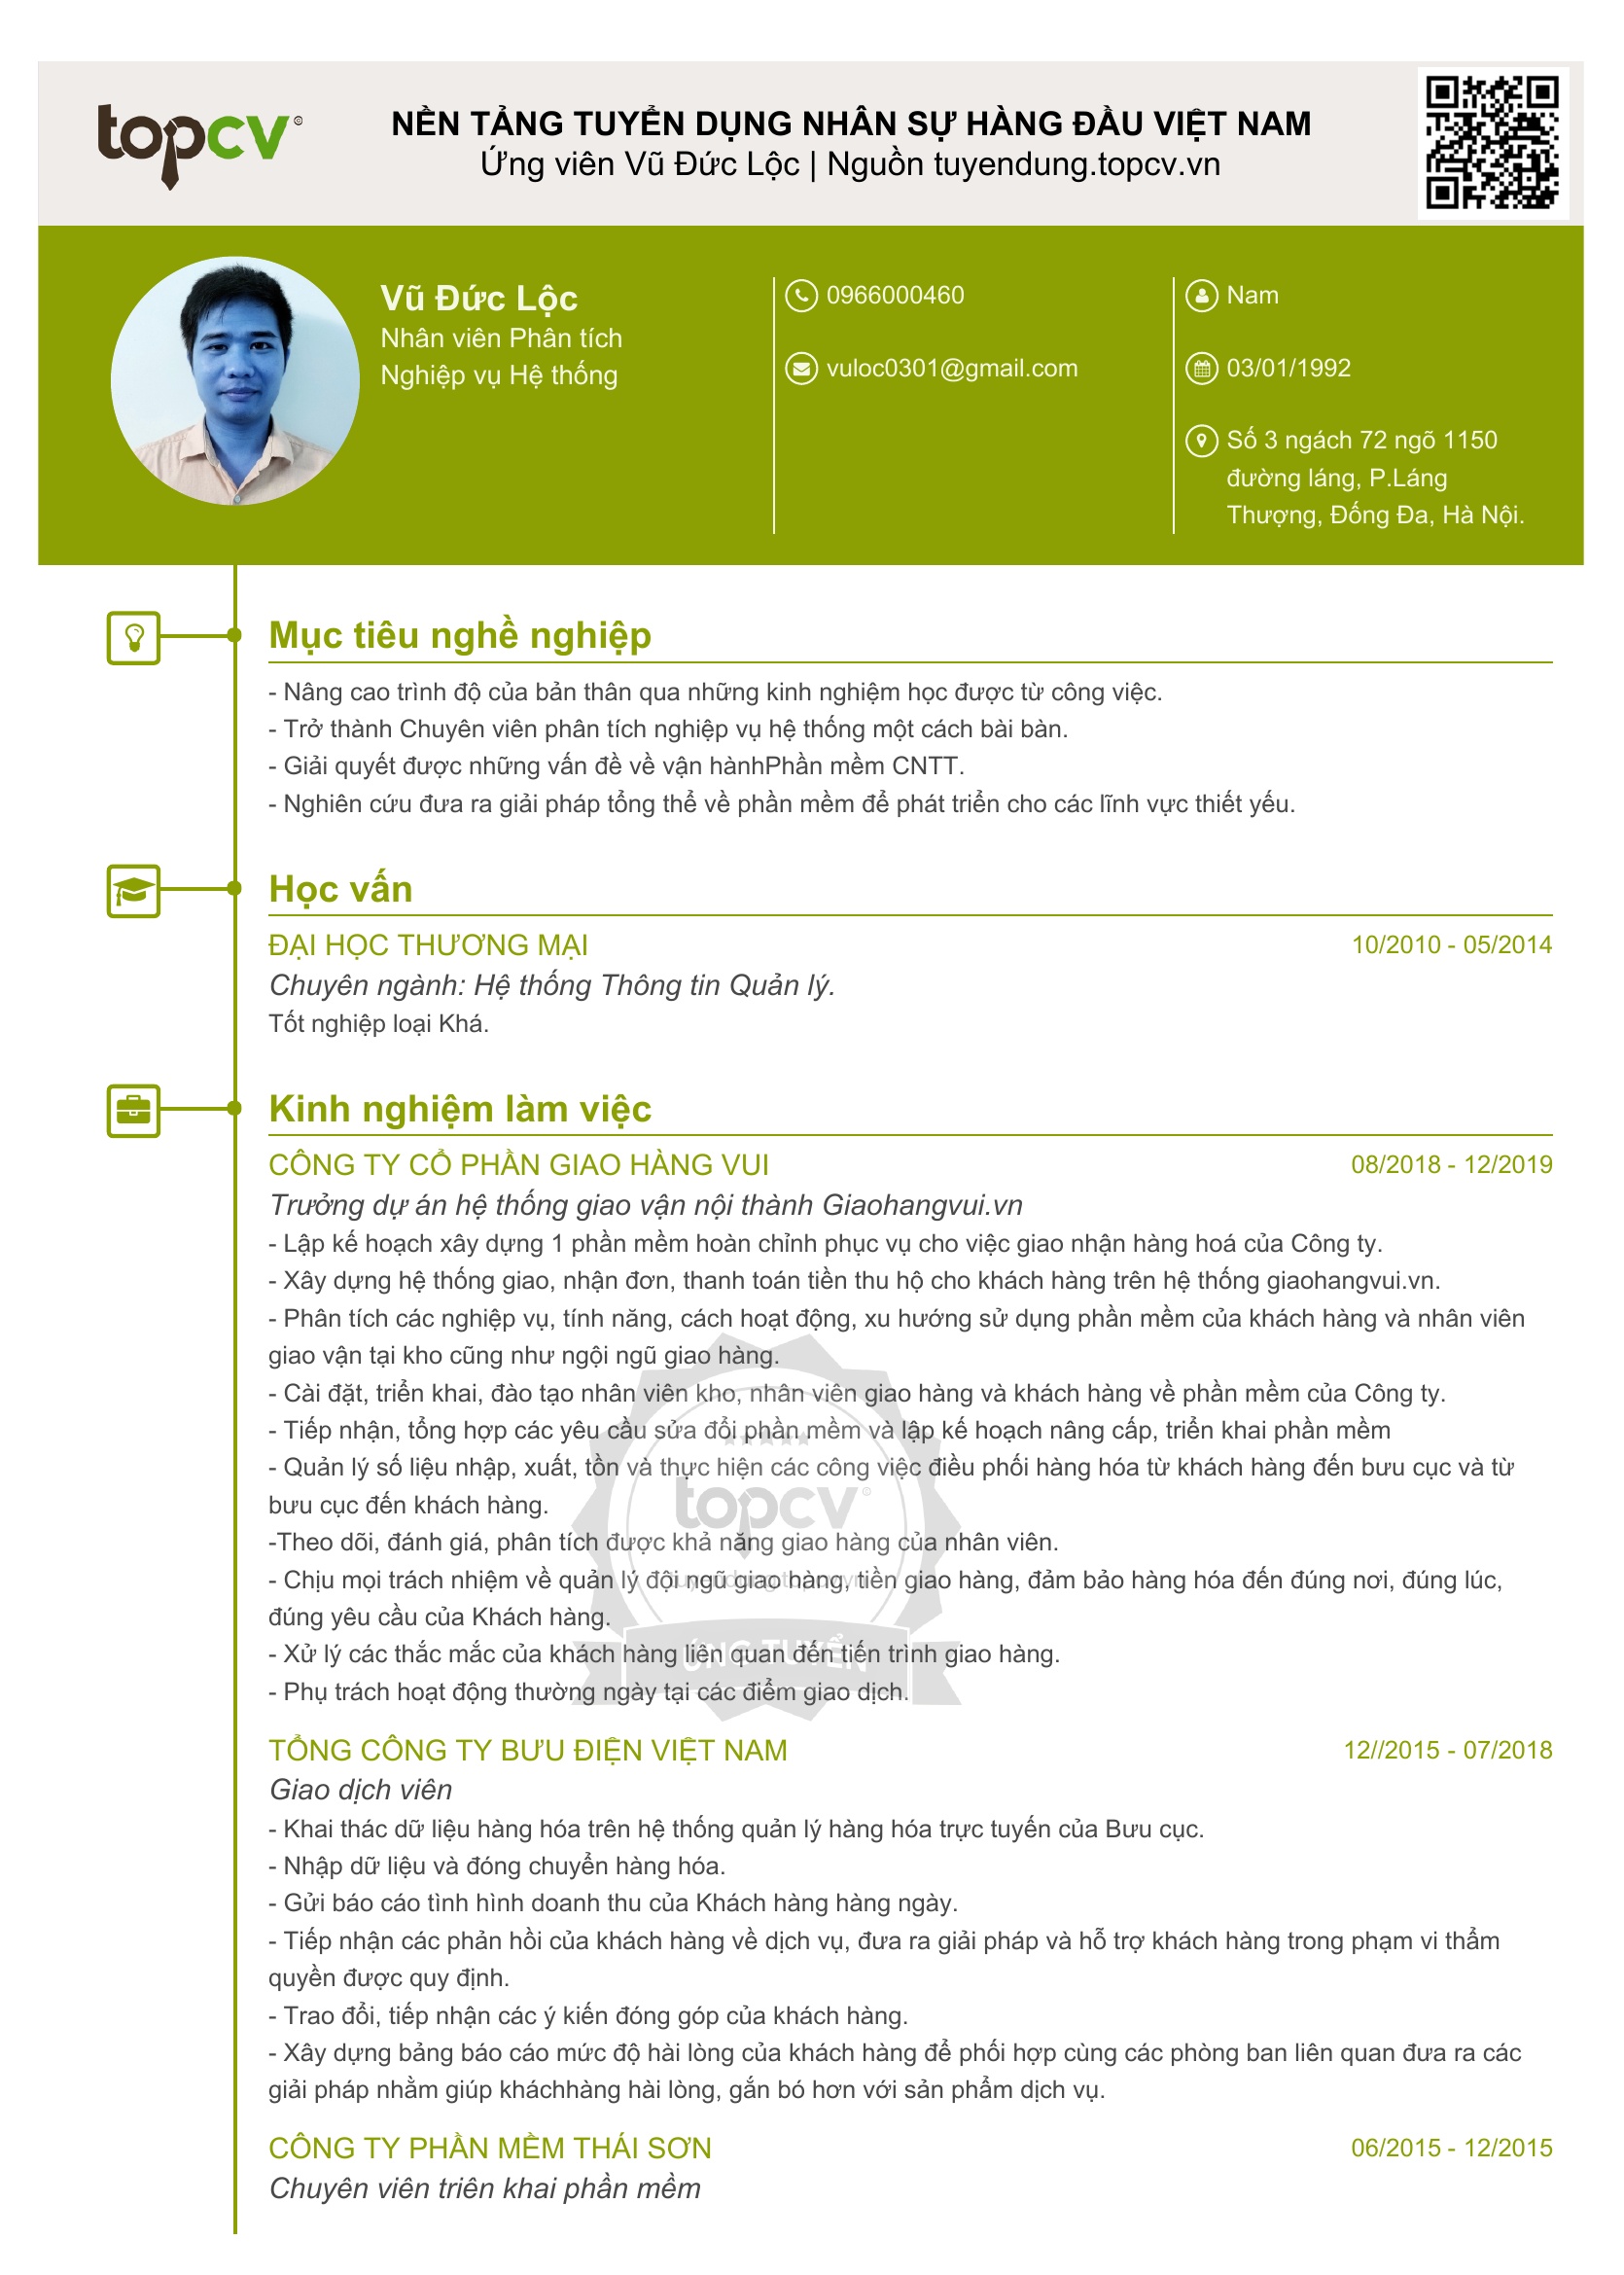 topcv®
NỀN TẢNG TUYỂN DỤNG NHÂN SỰ HÀNG ĐẦU VIỆT NAM
Ứng viên Vũ Đức Lộc | Nguồn tuyendung.topcv.vn
Vũ Đức Lộc
Nhân viên Phân tích
Nghiệp vụ Hệ thống
0966000460
vuloc0301@gmail.com
Nam
03/01/1992
Số 3 ngách 72 ngõ 1150
đường láng, P.Láng
Thượng, Đống Đa, Hà Nội.
Mục tiêu nghề nghiệp
- Nâng cao trình độ của bản thân qua những kinh nghiệm học được từ công việc.
- Trở thành Chuyên viên phân tích nghiệp vụ hệ thống một cách bài bàn.
- Giải quyết được những vấn đề về vận hànhPhần mềm CNTT.
- Nghiên cứu đưa ra giải pháp tổng thể về phần mềm để phát triển cho các lĩnh vực thiết yếu.
Học vấn
ĐẠI HỌC THƯƠNG MẠI 10/2010 - 05/2014
Chuyên ngành: Hệ thống Thông tin Quản lý.
Tốt nghiệp loại Khá.
Kinh nghiệm làm việc
CÔNG TY CỔ PHẦN GIAO HÀNG VUI 08/2018 - 12/2019
Trưởng dự án hệ thống giao vận nội thành Giaohangvui.vn
- Lập kế hoạch xây dựng 1 phần mềm hoàn chỉnh phục vụ cho việc giao nhận hàng hoá của Công ty.
- Xây dựng hệ thống giao, nhận đơn, thanh toán tiền thu hộ cho khách hàng trên hệ thống giaohangvui.vn.
- Phân tích các nghiệp vụ, tính năng, cách hoạt động, xu hướng sử dụng phần mềm của khách hàng và nhân viên
giao vận tại kho cũng như ngội ngũ giao hàng.
- Cài đặt, triển khai, đào tạo nhân viên kho, nhân viên giao hàng và khách hàng về phần mềm của Công ty.
- Tiếp nhận, tổng hợp các yêu cầu sửa đổi phần mềm và lập kế hoạch nâng cấp, triển khai phần mềm
- Quản lý số liệu nhập, xuất, tồn và thực hiện các công việc điều phối hàng hóa từ khách hàng đến bưu cục và từ
bưu cục đến khách hàng.
-Theo dõi, đánh giá, phân tích được khả năng giao hàng của nhân viên.
- Chịu mọi trách nhiệm về quản lý đội ngũ giao hàng, tiền giao hàng, đảm bảo hàng hóa đến đúng nơi, đúng lúc,
đúng yêu cầu của Khách hàng.
- Xử lý các thắc mắc của khách hàng liên quan đến tiến trình giao hàng.
- Phụ trách hoạt động thường ngày tại các điểm giao dịch.
topcv®
tuyendung.topcv.vn
ỨNG TUYỂN
TỔNG CÔNG TY BƯU ĐIỆN VIỆT NAM 12//2015 - 07/2018
Giao dịch viên
- Khai thác dữ liệu hàng hóa trên hệ thống quản lý hàng hóa trực tuyến của Bưu cục.
- Nhập dữ liệu và đóng chuyển hàng hóa.
- Gửi báo cáo tình hình doanh thu của Khách hàng hàng ngày.
- Tiếp nhận các phản hồi của khách hàng về dịch vụ, đưa ra giải pháp và hỗ trợ khách hàng trong phạm vi thẩm
quyền được quy định.
- Trao đổi, tiếp nhận các ý kiến đóng góp của khách hàng.
- Xây dựng bảng báo cáo mức độ hài lòng của khách hàng để phối hợp cùng các phòng ban liên quan đưa ra các
giải pháp nhằm giúp kháchhàng hài lòng, gắn bó hơn với sản phẩm dịch vụ.
CÔNG TY PHẦN MỀM THÁI SƠN 06/2015 - 12/2015
Chuyên viên triên khai phần mềm